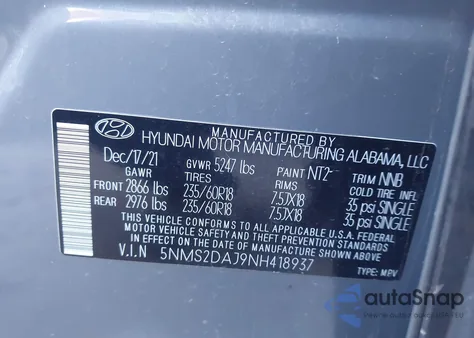 MANUFACTURED BY
HYUNDAI MOTOR MANUFACTURING ALABAMA, LLC
Dec/17/21 GVWR 5247 lbs PAINT NT2- TRIM NNB
GAWR TIRES RIMS COLD TIRE INF.
FRONT 2866 lbs 235/60R18 7.5JX18 35 psi SINGLE
REAR 2976 lbs 235/60R18 7.5JX18 35 psi SINGLE
THIS VEHICLE CONFORMS TO ALL APPLICABLE U.S.A. FEDERAL
MOTOR VEHICLE SAFETY AND THEFT PREVENTION STANDARDS
IN EFFECT ON THE DATE OF MANUFACTURE SHOWN ABOVE.
V.I.N 5NMS2DAJ9NH418937 TYPE: MPV
autoSnap